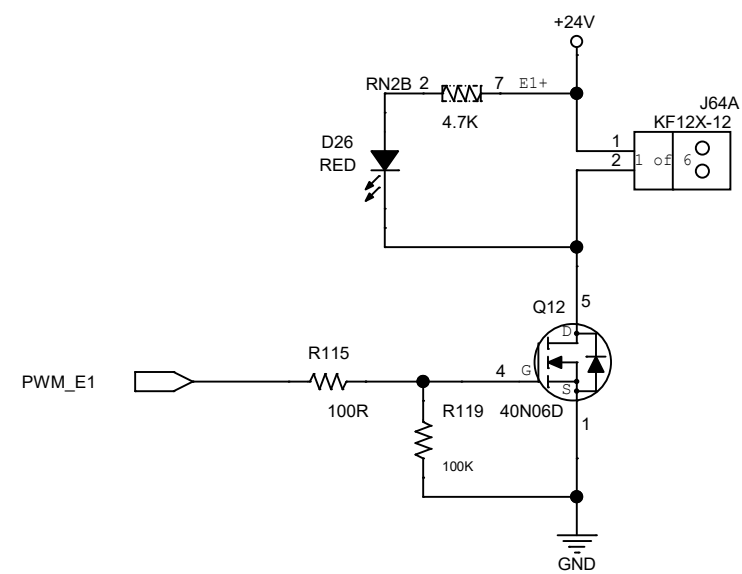 +24V
RN2B 2 7 E1+
J64A
4.7K
KF12X-12
D26
RED
1
2
1 of 6
Q12
5
D
R115
4
G
PWM_E1
S
100R
R119
40N06D
1
100K
GND